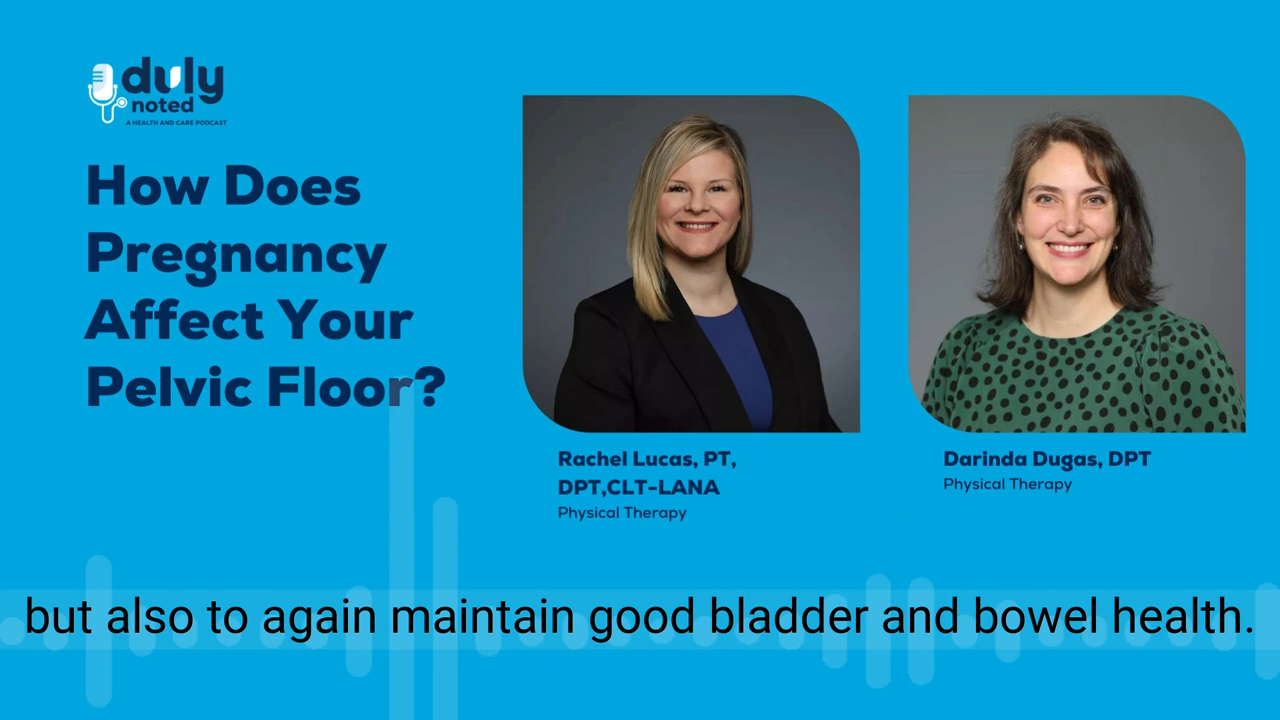 duly
noted
A HEALTH AND CARE PODCAST
How Does
Pregnancy
Affect Your
Pelvic Floor?
Rachel Lucas, PT,
DPT,CLT-LANA
Physical Therapy
Darinda Dugas, DPT
Physical Therapy
but also to again maintain good bladder and bowel health.